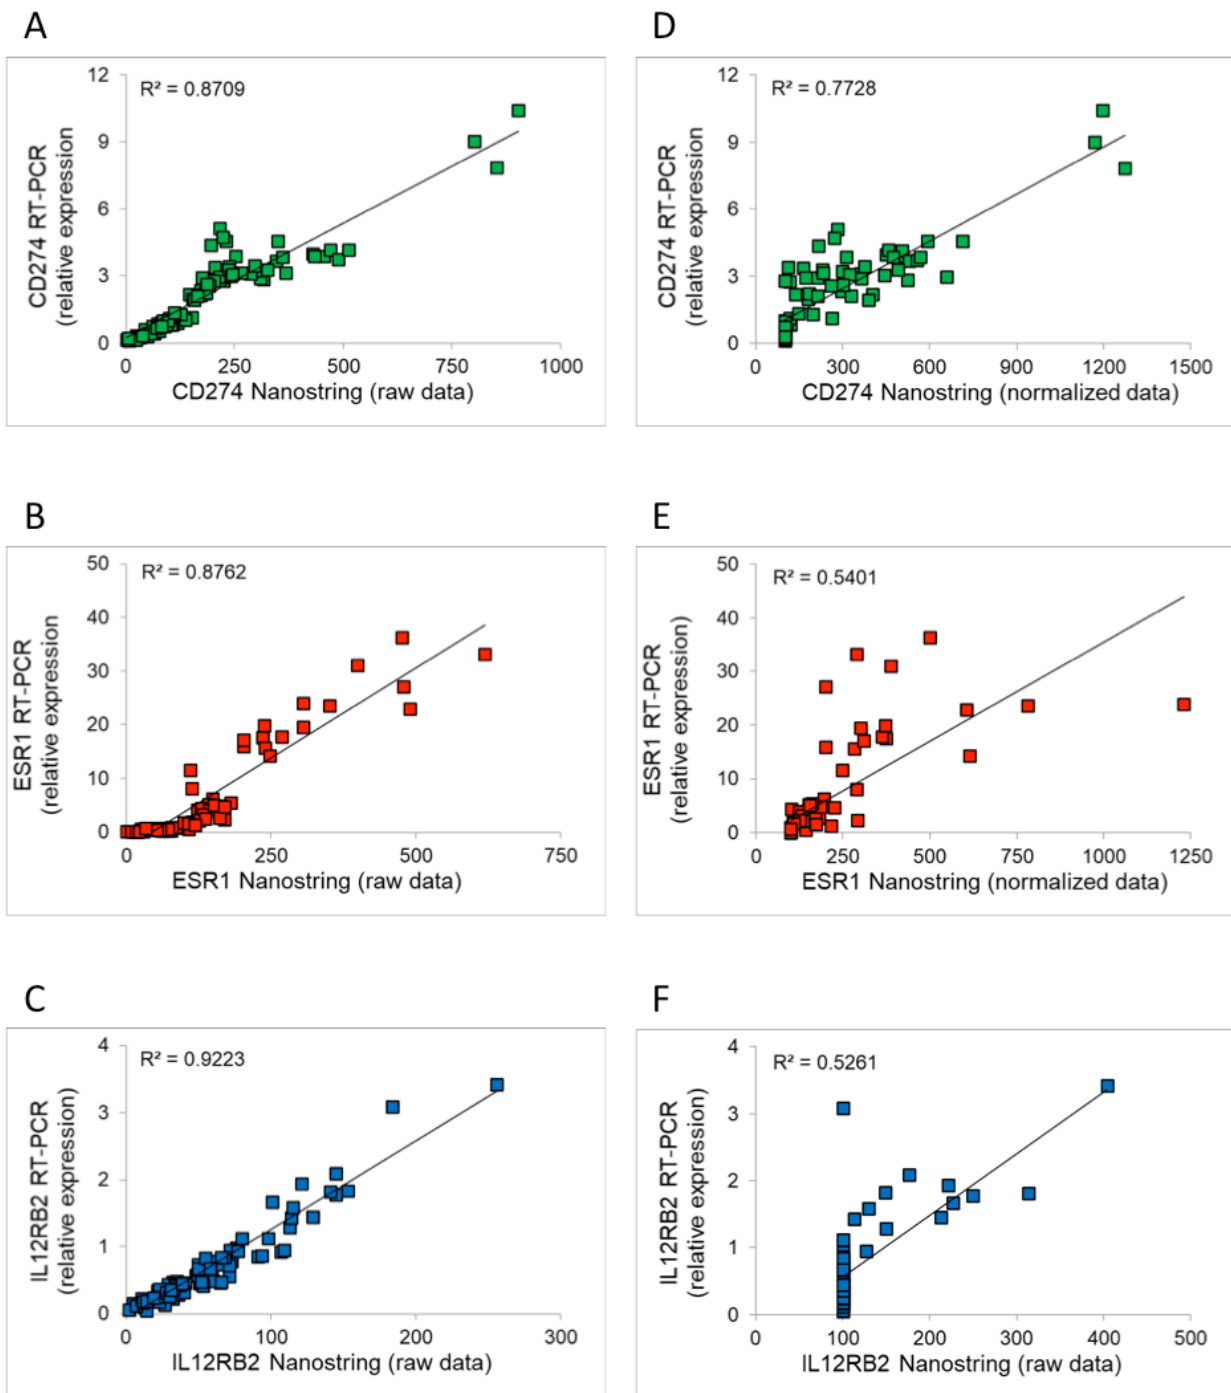 A
CD274 RT-PCR
(relative expression
R² = 0.8709
12
9
6
3
0
0 250 500 750 1000
CD274 Nanostring (raw data)
D
CD274 RT-PCR
(relative expression
R² = 0.7728
12
9
6
3
0
0 300 600 900 1200 1500
CD274 Nanostring (normalized data)
B
ESR1 RT-PCR
(relative expression
R² = 0.8762
50
40
30
20
10
0
0 250 500 750
ESR1 Nanostring (raw data)
E
ESR1 RT-PCR
(relative expression)
R² = 0.5401
50
40
30
20
10
0
0 250 500 750 1000 1250
ESR1 Nanostring (normalized data)
C
IL12RB2 RT-PCR
(relative expression)
R² = 0.9223
4
3
2
1
0
0 100 200 300
IL12RB2 Nanostring (raw data)
F
IL12RB2 RT-PCR
(relative expression)
R² = 0.5261
4
3
2
1
0
0 100 200 300 400 500
IL12RB2 Nanostring (raw data)